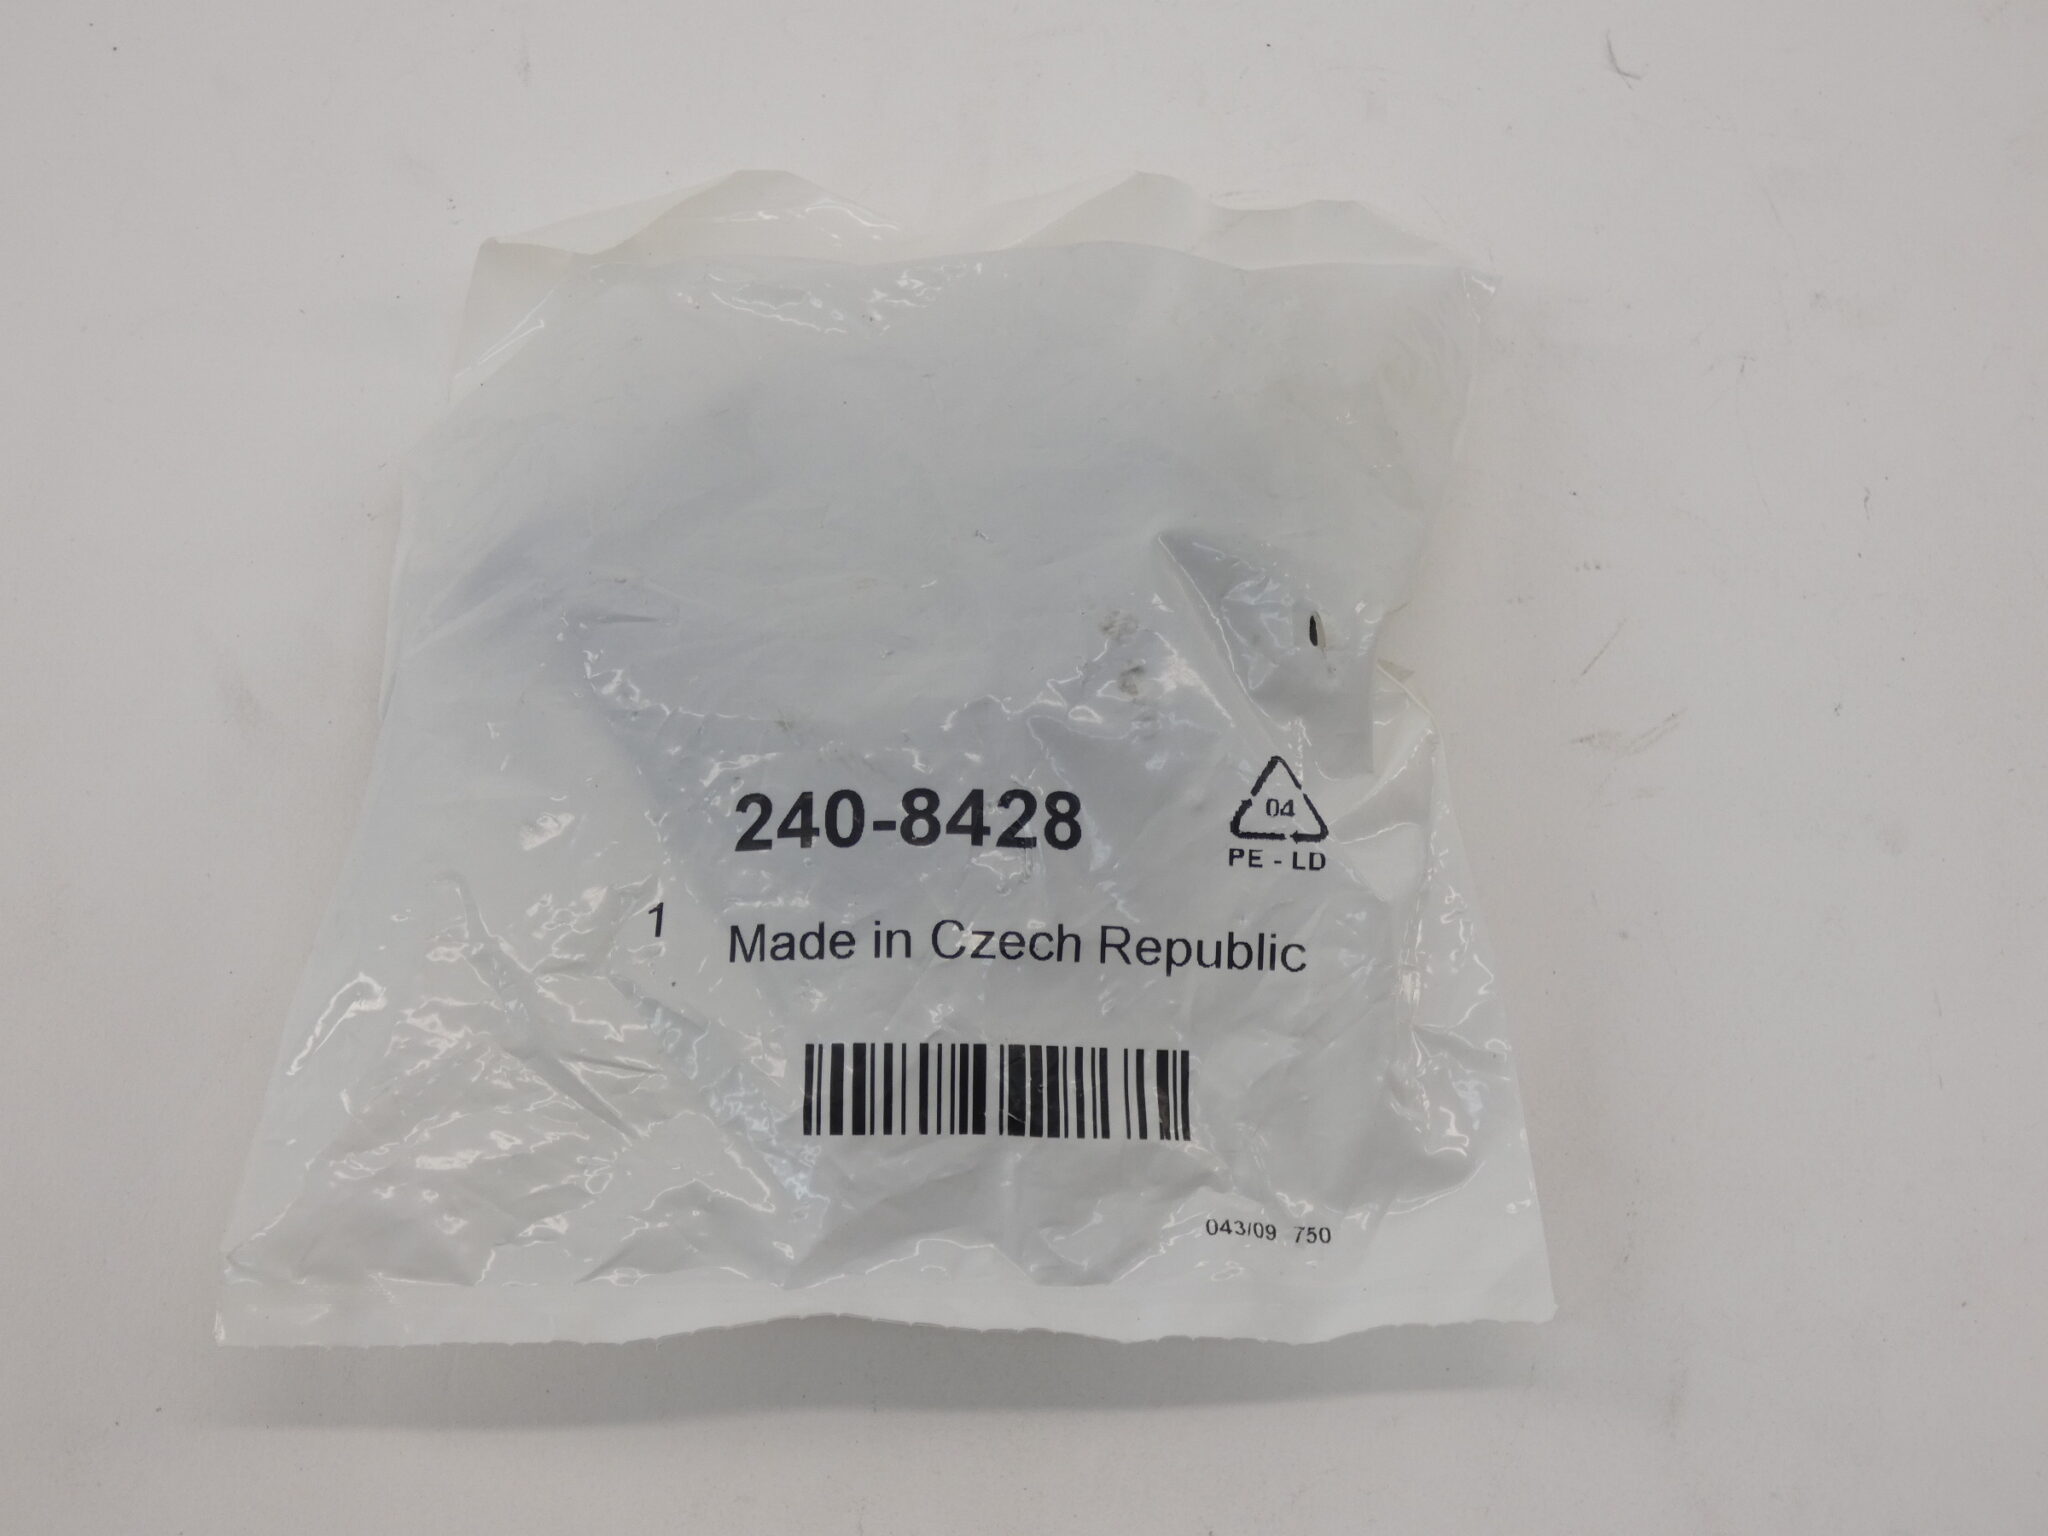 240-8428
04
PE - LD
1 Made in Czech Republic
043/09 750